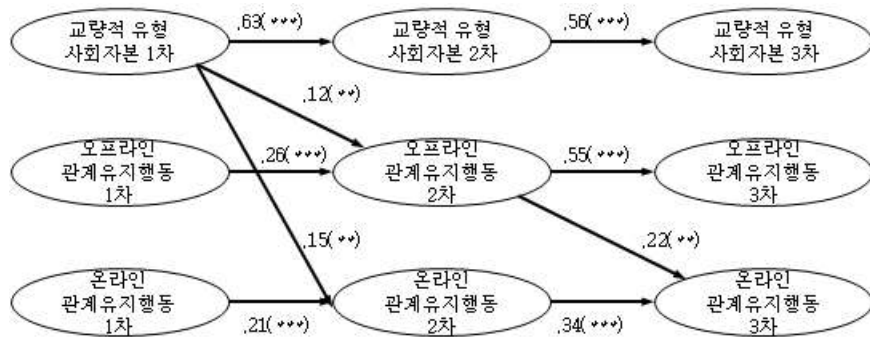 교량적 유형
사회자본 1차
,63(***)
교량적 유형
사회자본 2차
,56(***)
교량적 유형
사회자본 3차
,12(**)
오프라인
관계유지행동
1차
,26(***)
오프라인
관계유지행동
2차
,55(***)
오프라인
관계유지행동
3차
,15(**)
,22(**)
온라인
관계유지행동
1차
,21(***)
온라인
관계유지행동
2차
,34(***)
온라인
관계유지행동
3차